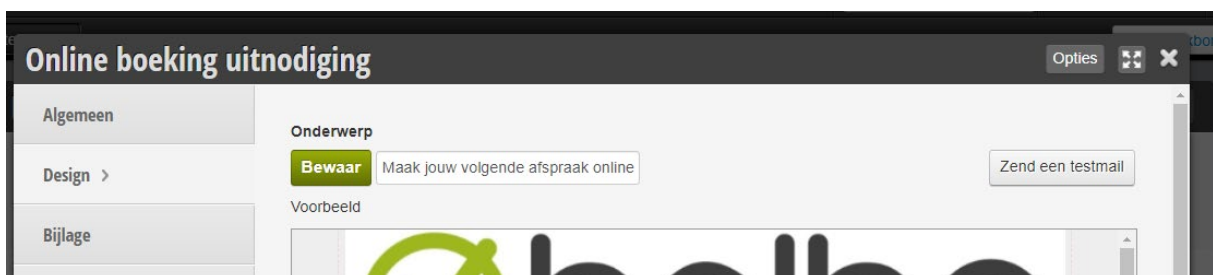 Online boeking uitnodiging
Opties
Algemeen
Onderwerp
Bewaar Maak jouw volgende afspraak online Zend een testmail
Design >
Voorbeeld
Bijlage